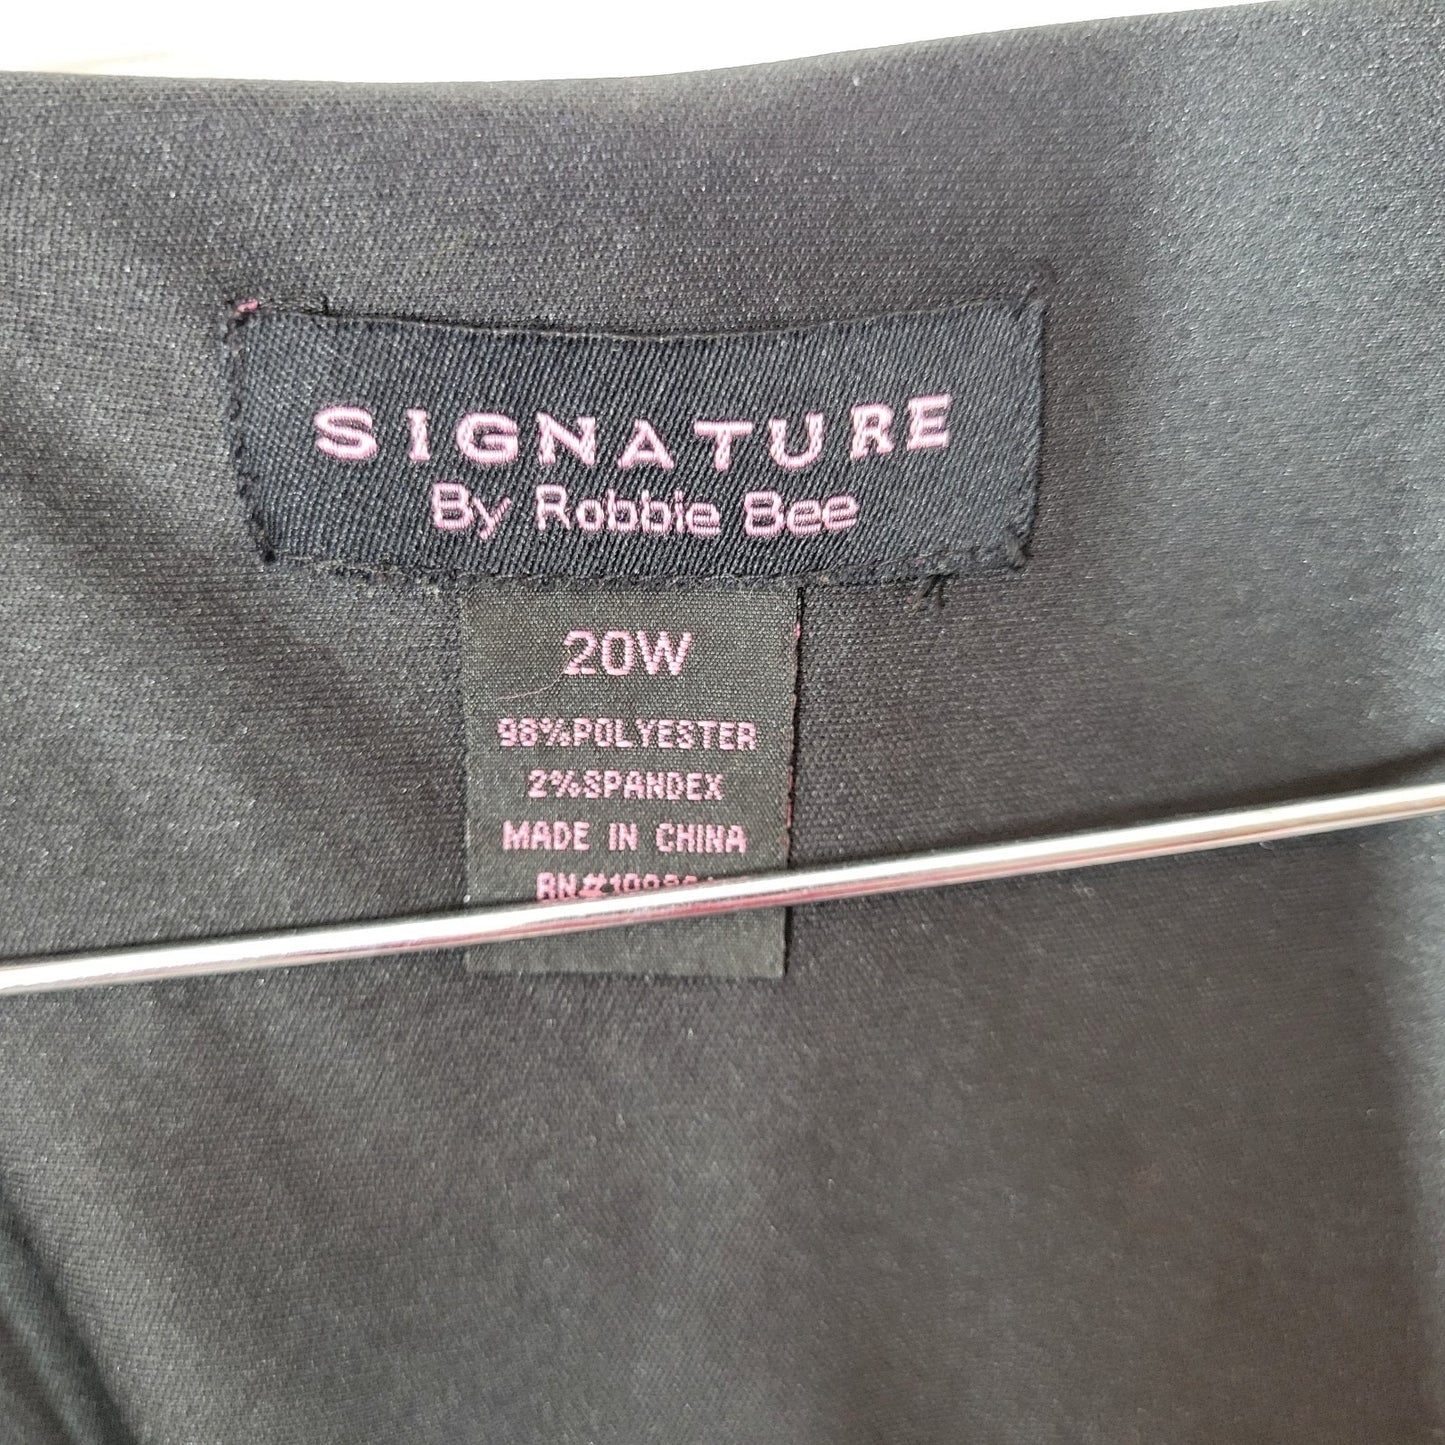 SIGNATURE
By Robbie Bee
20W
98%POLYESTER
2%SPANDEX
MADE IN CHINA